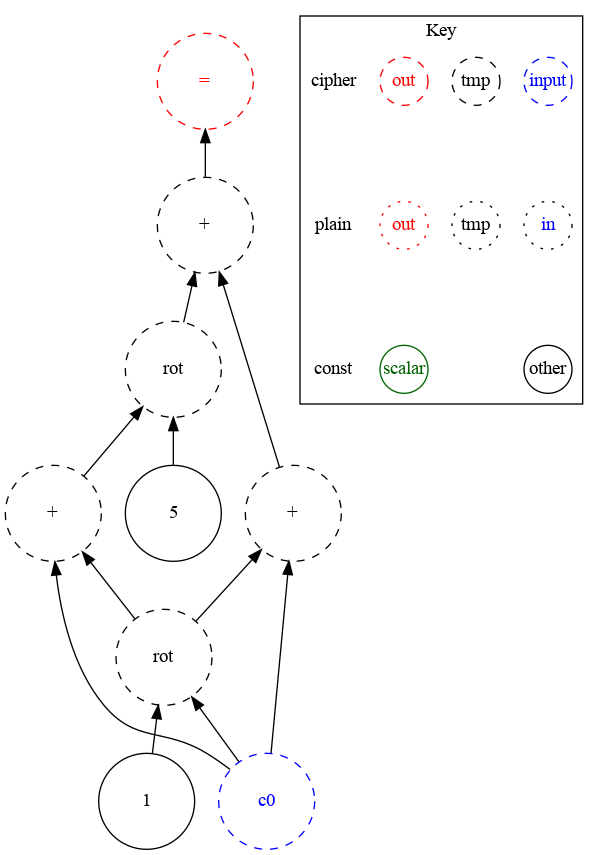 =
+
rot
+
5
+
rot
1
c0
Key
cipher out tmp input
plain out tmp in
const scalar other